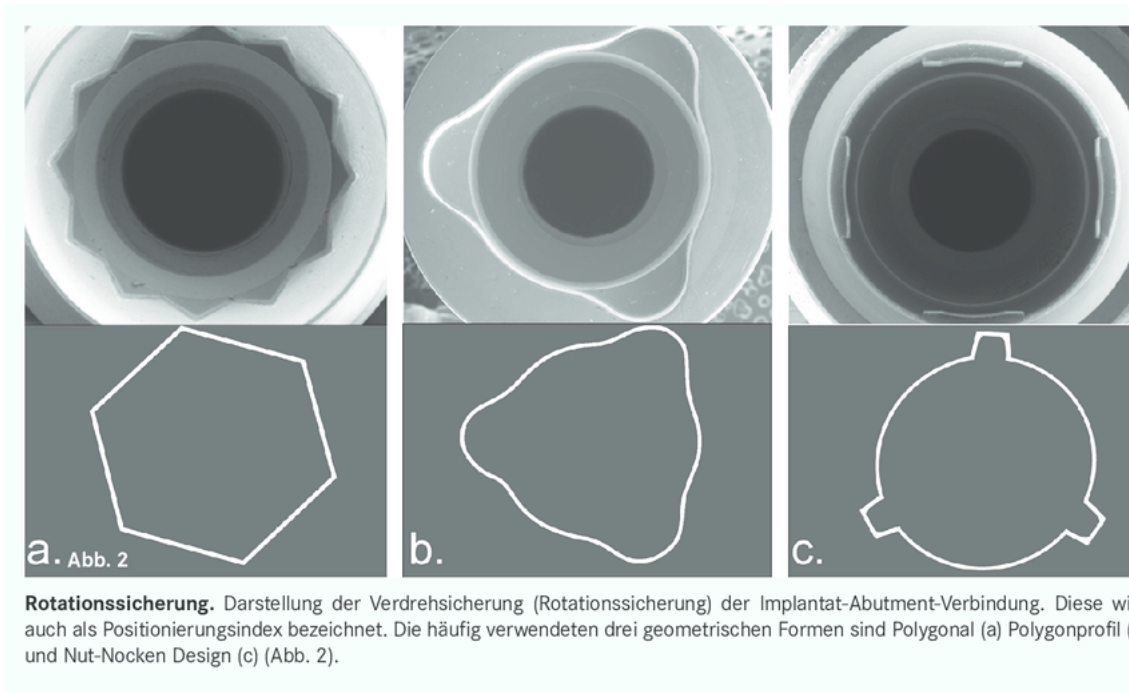 a. Abb. 2
b.
c.
Rotationssicherung. Darstellung der Verdrehsicherung (Rotationssicherung) der Implantat-Abutment-Verbindung. Diese wi
auch als Positionierungsindex bezeichnet. Die häufig verwendeten drei geometrischen Formen sind Polygonal (a) Polygonprofil (
und Nut-Nocken Design (c) (Abb. 2).